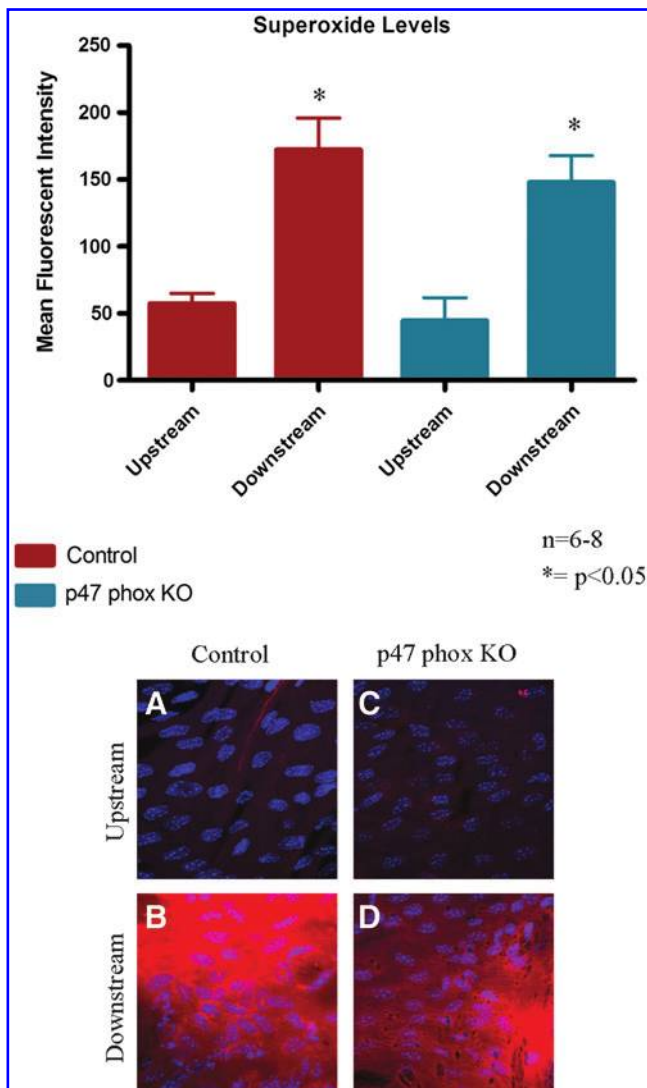 Superoxide Levels
Mean Fluorescent Intensity
250
200
150
100
50
0
*
*
Upstream
Downstream
Upstream
Downstream
Control
p47 phox KO
n=6-8
*= p<0.05
Control
p47 phox KO
Upstream
A
C
Downstream
B
D